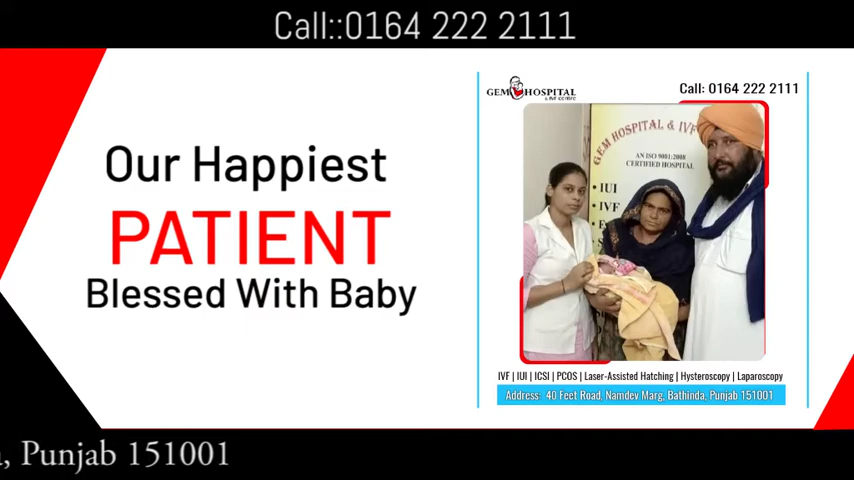 Call::0164 222 2111
Our Happiest
PATIENT
Blessed With Baby
GEM HOSPITAL
& IVF CENTRE
Call: 0164 222 2111
GEM HOSPITAL & IVF
AN ISO 9001:2008
CERTIFIED HOSPITAL
• IUI
• IVF
IVF | IUI | ICSI | PCOS | Laser-Assisted Hatching | Hysteroscopy | Laparoscopy
Address: 40 Feet Road, Namdev Marg, Bathinda, Punjab 151001
, Punjab 151001